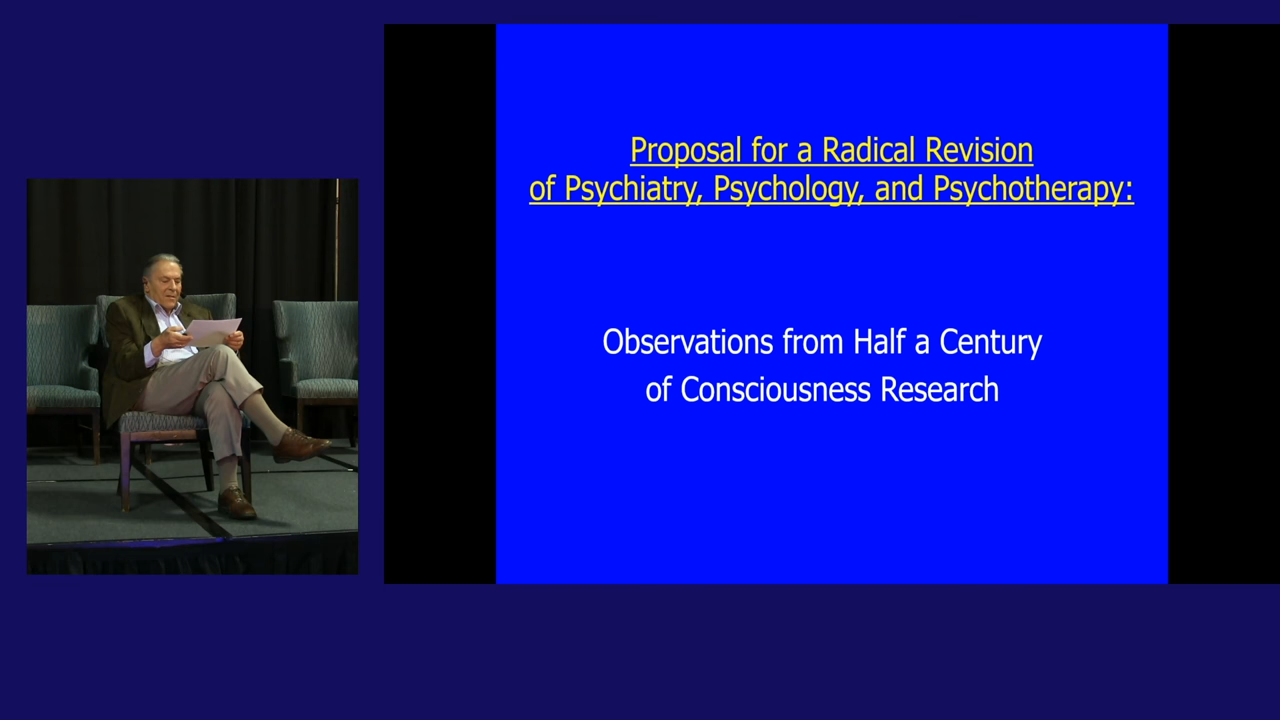 Proposal for a Radical Revision
of Psychiatry, Psychology, and Psychotherapy:
Observations from Half a Century
of Consciousness Research